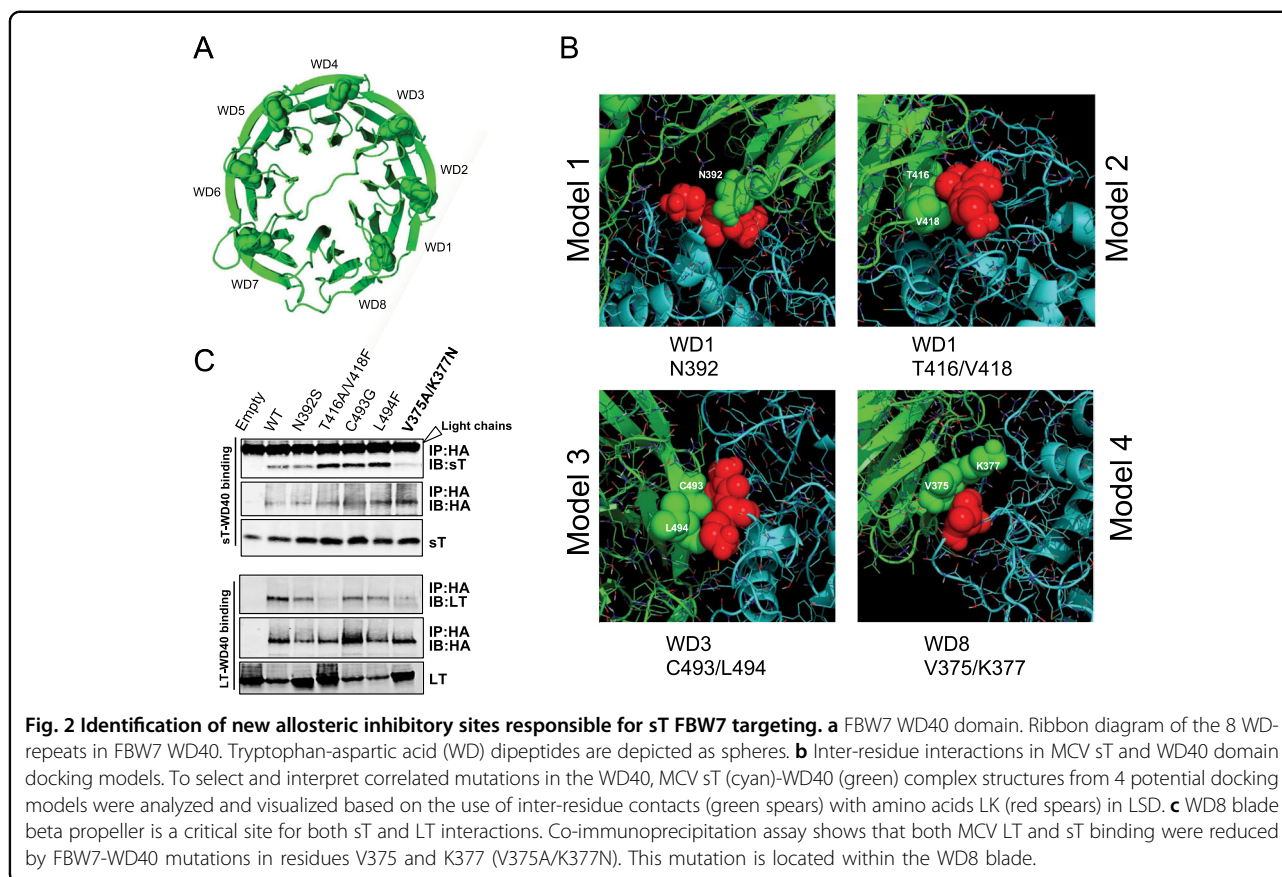 A
WD4
WD5
WD3
WD6
WD2
WD1
WD7
WD8
B
Model 1
N392
WD1
N392
Model 2
T416
V418
WD1
T416/V418
Model 3
C493
L494
WD3
C493/L494
Model 4
K377
V375
WD8
V375/K377
C
Empty
WT
N392S
T416A/V418F
C493G
L494F
V375A/K377N
Light chains
sT-WD40 binding
IP:HA
IB:sT
IP:HA
IB:HA
sT
LT-WD40 binding
IP:HA
IB:LT
IP:HA
IB:HA
LT
Fig. 2 Identification of new allosteric inhibitory sites responsible for sT FBW7 targeting. a FBW7 WD40 domain. Ribbon diagram of the 8 WD-
repeats in FBW7 WD40. Tryptophan-aspartic acid (WD) dipeptides are depicted as spheres. b Inter-residue interactions in MCV sT and WD40 domain
docking models. To select and interpret correlated mutations in the WD40, MCV sT (cyan)-WD40 (green) complex structures from 4 potential docking
models were analyzed and visualized based on the use of inter-residue contacts (green spears) with amino acids LK (red spears) in LSD. c WD8 blade
beta propeller is a critical site for both sT and LT interactions. Co-immunoprecipitation assay shows that both MCV LT and sT binding were reduced
by FBW7-WD40 mutations in residues V375 and K377 (V375A/K377N). This mutation is located within the WD8 blade.